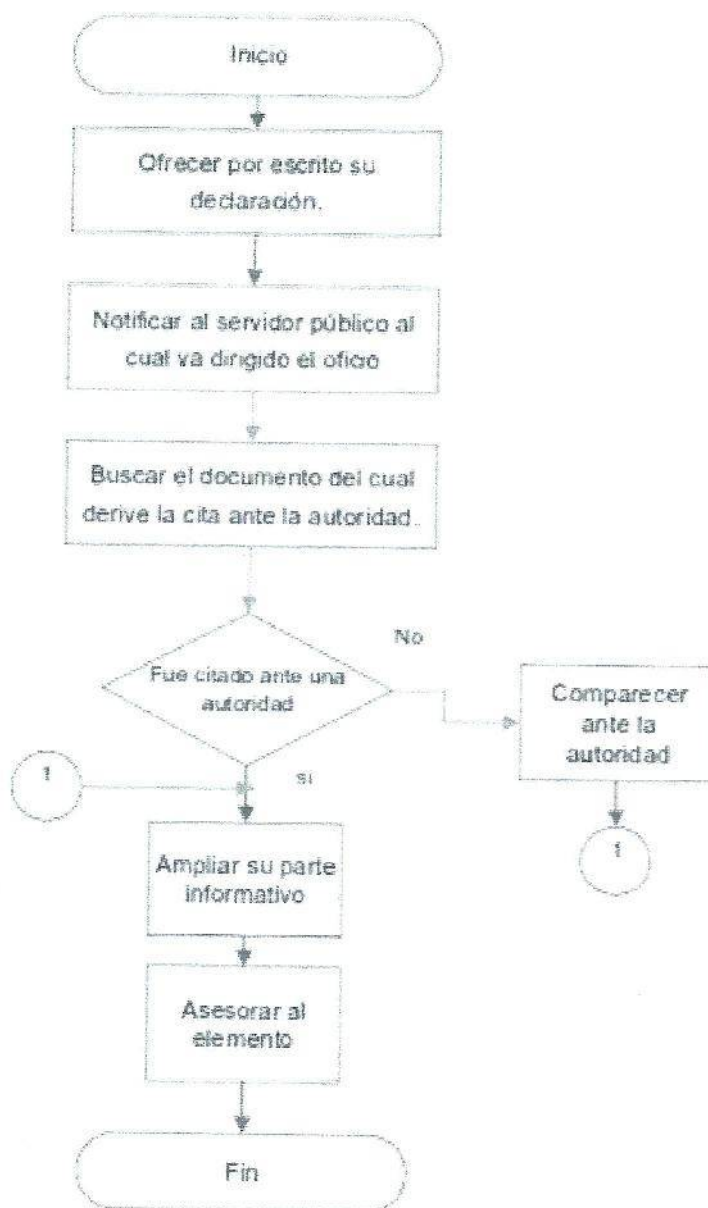 Inicio
Ofrecer por escrito su
declaración.
Notificar al servidor público al
cual va dirigido el oficio
Buscar el documento del cual
derive la cita ante la autoridad.
Fue citado ante una
autoridad
No
Comparecer
ante la
autoridad
1
si
1
Ampliar su parte
informativo
Asesorar al
elemento
Fin